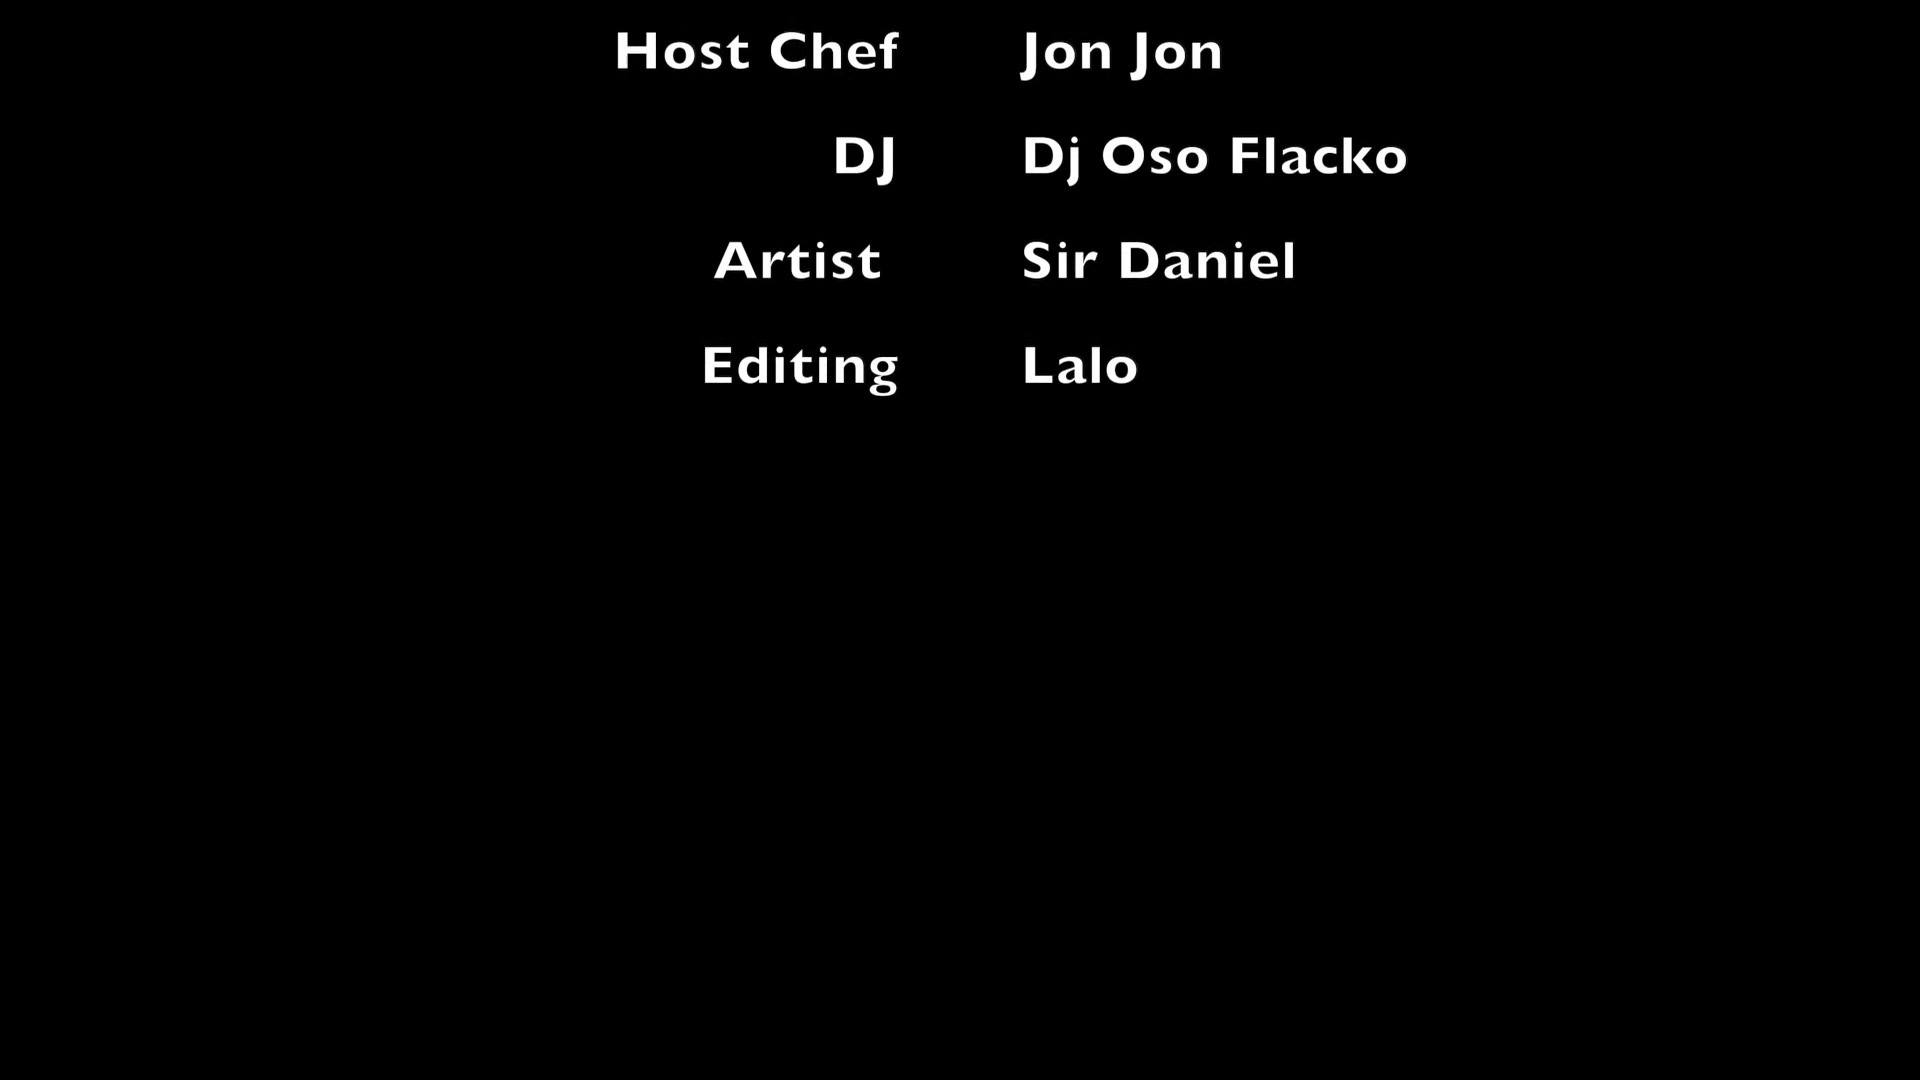 Host Chef Jon Jon
DJ Dj Oso Flacko
Artist Sir Daniel
Editing Lalo